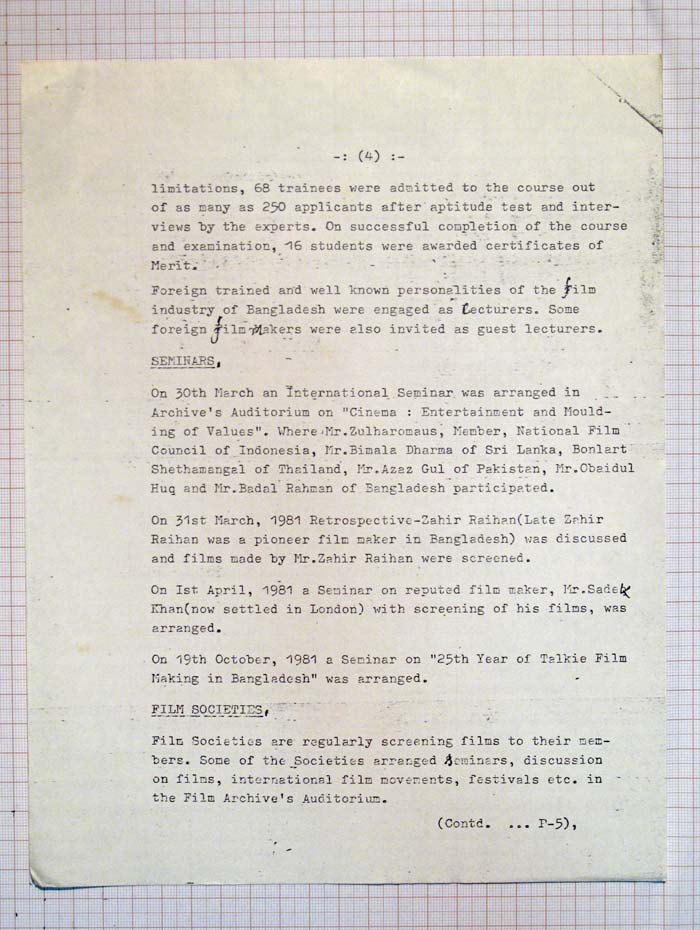 -: (4) :-
limitations, 68 trainees were admitted to the course out
of as many as 250 applicants after aptitude test and inter-
views by the experts. On successful completion of the course
and examination, 16 students were awarded certificates of
Merit.
Foreign trained and well known personalities of the film
industry of Bangladesh were engaged as Lecturers. Some
foreign film Makers were also invited as guest lecturers.
SEMINARS,
On 30th March an International Seminar was arranged in
Archive's Auditorium on "Cinema : Entertainment and Mould-
ing of Values". Where Mr.Zulharomaus, Member, National Film
Council of Indonesia, Mr.Bimala Dharma of Sri Lanka, Bonlart
Shethamangal of Thailand, Mr.Azaz Gul of Pakistan, Mr.Obaidul
Huq and Mr.Badal Rahman of Bangladesh participated.
On 31st March, 1981 Retrospective-Zahir Raihan(Late Zahir
Raihan was a pioneer film maker in Bangladesh) was discussed
and films made by Mr.Zahir Raihan were screened.
On Ist April, 1981 a Seminar on reputed film maker, Mr.Sadek
Khan(now settled in London) with screening of his films, was
arranged.
On 19th October, 1981 a Seminar on "25th Year of Talkie Film
Making in Bangladesh" was arranged.
FILM SOCIETIES,
Film Societies are regularly screening films to their mem-
bers. Some of the Societies arranged Seminars, discussion
on films, international film movements, festivals etc. in
the Film Archive's Auditorium.
(Contd. ... P-5),